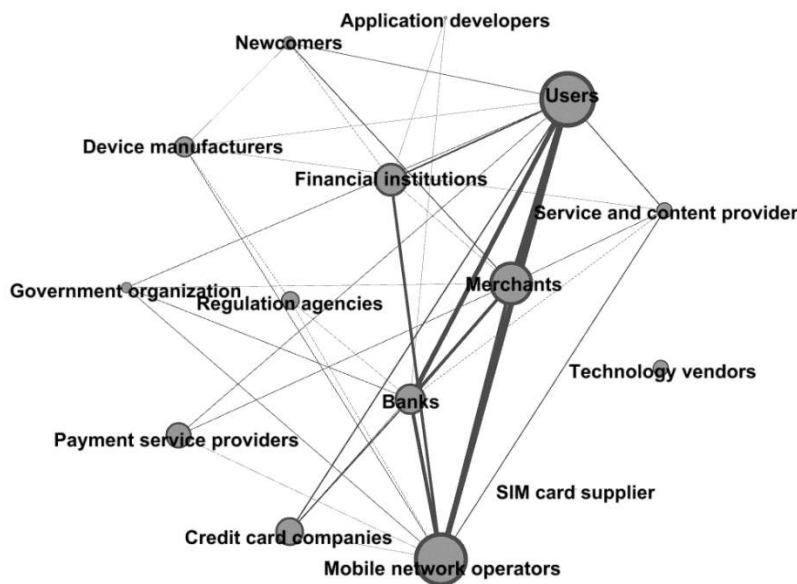 Application developers
Newcomers
Users
Device manufacturers
Financial institutions
Service and content provider
Merchants
Government organization
Regulation agencies
Technology vendors
Banks
Payment service providers
SIM card supplier
Credit card companies
Mobile network operators